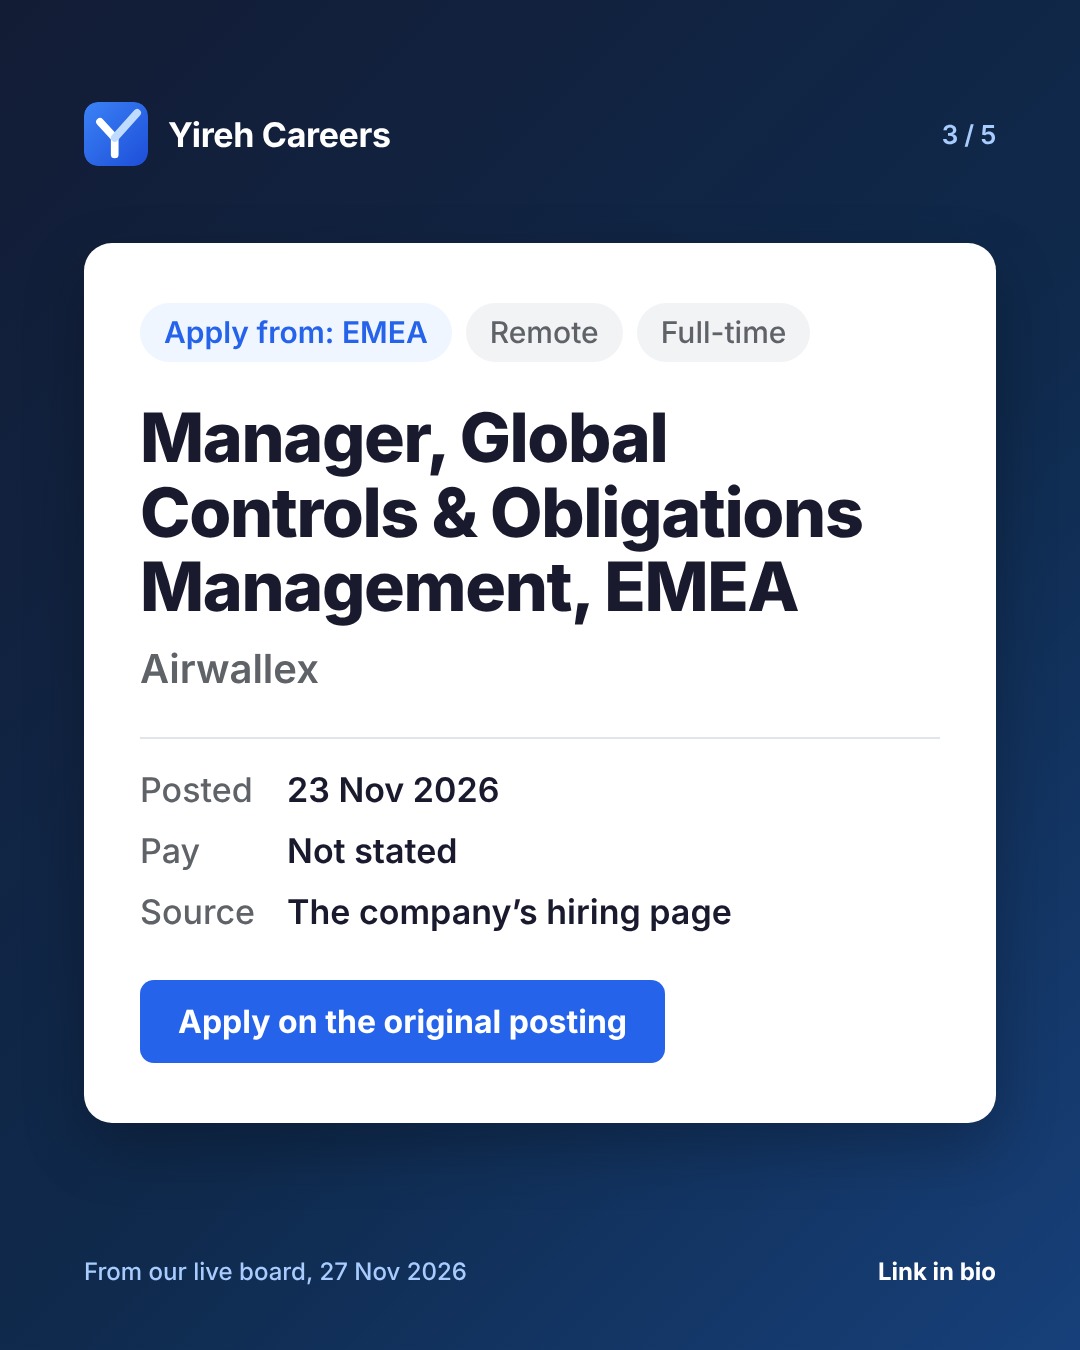 Yireh Careers
3 / 5
Apply from: EMEA
Remote
Full-time
Manager, Global
Controls & Obligations
Management, EMEA
Airwallex
Posted 23 Nov 2026
Pay Not stated
Source The company’s hiring page
Apply on the original posting
From our live board, 27 Nov 2026
Link in bio